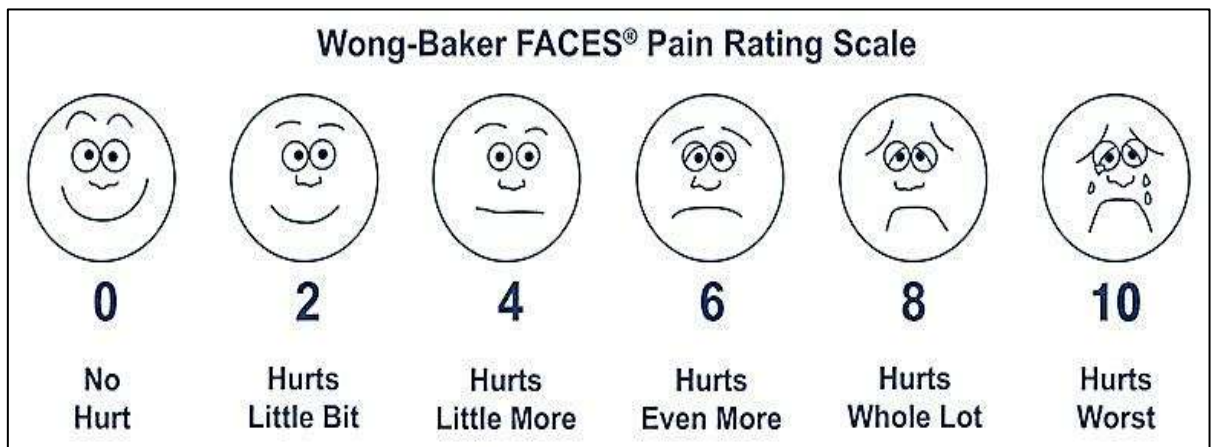 Wong-Baker FACES® Pain Rating Scale
0 2 4 6 8 10
No Hurts Hurts Hurts Hurts Hurts
Hurt Little Bit Little More Even More Whole Lot Worst